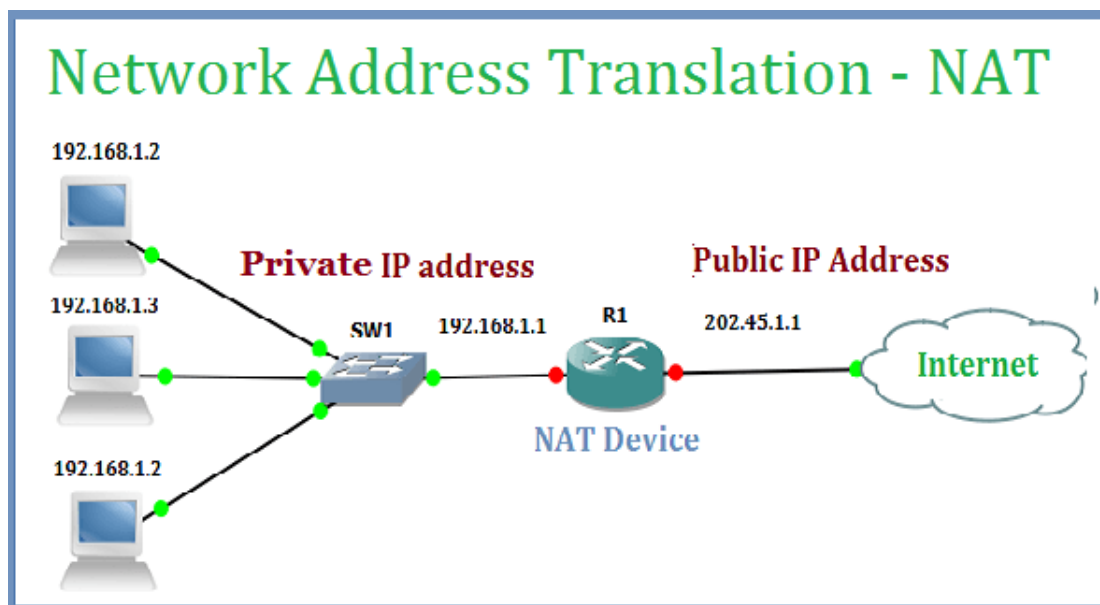 Network Address Translation - NAT
192.168.1.2
Private IP address
Public IP Address
192.168.1.3
SW1
192.168.1.1
R1
202.45.1.1
Internet
NAT Device
192.168.1.2